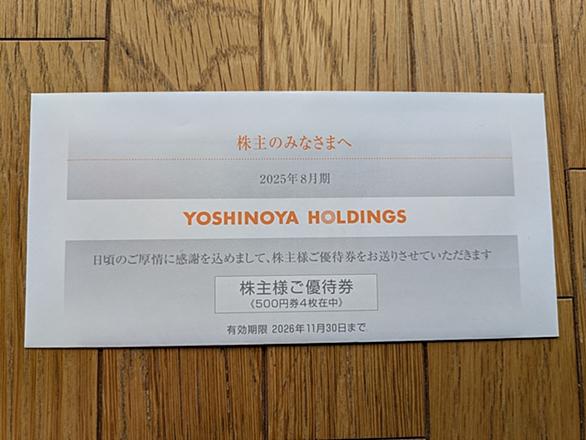 株主のみなさまへ
2025年8月期
YOSHINOYA HOLDINGS
日頃のご厚情に感謝を込めまして、株主様ご優待券をお送りさせていただきます
株主様ご優待券
《500円券4枚在中》
有効期限 2026年11月30日まで